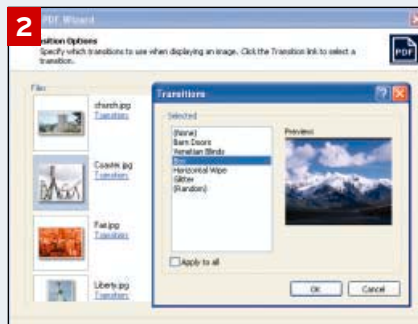 2
PDF Wizard
sition Options
Specify which transitions to use when displaying an image. Click the Transition link to select a
transition.
PDF
Files
church.jpg
Transition:
Coaster.jpg
Transition:
Fair.jpg
Transition:
Liberty.jpg
Transition:
Transitions
Selected
(None)
Barn Doors
Venetian Blinds
Box
Horizontal Wipe
Glitter
(Random)
Apply to all
Preview
OK
Cancel